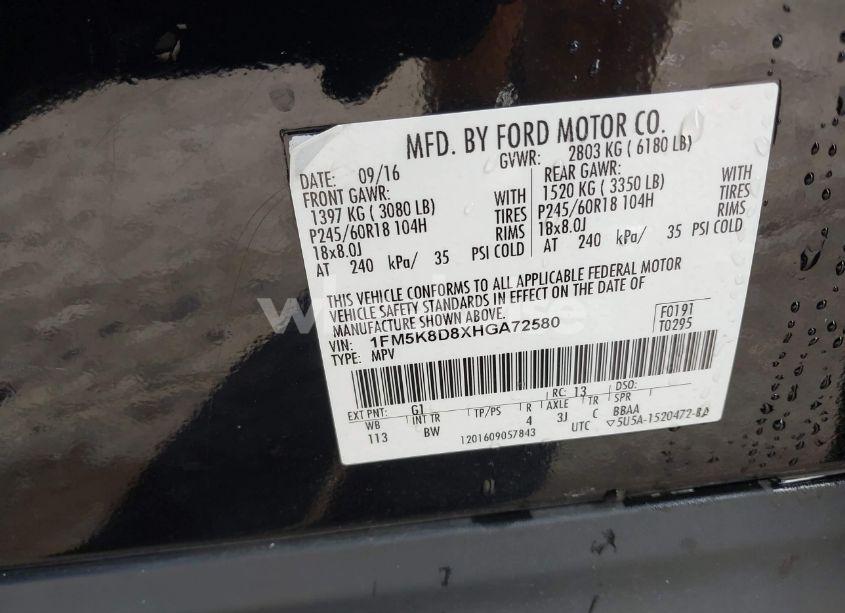 MFD. BY FORD MOTOR CO.
DATE: 09/16 GVWR: 2803 KG ( 6180 LB)
FRONT GAWR: REAR GAWR:
1397 KG ( 3080 LB) WITH 1520 KG ( 3350 LB) WITH
P245/60R18 104H TIRES P245/60R18 104H TIRES
18x8.0J RIMS 18x8.0J RIMS
AT 240 kPa/ 35 PSI COLD AT 240 kPa/ 35 PSI COLD
THIS VEHICLE CONFORMS TO ALL APPLICABLE FEDERAL MOTOR
VEHICLE SAFETY STANDARDS IN EFFECT ON THE DATE OF
MANUFACTURE SHOWN ABOVE.
VIN: 1FM5K8D8XHGA72580 F0191
TYPE: MPV T0295
EXT PNT: G1 RC: 13 DSO:
WB INT TR TP/PS R AXLE TR SPR
113 BW 4 3J C BBAA
1201609057843 UTC ▽5U5A-1520472-